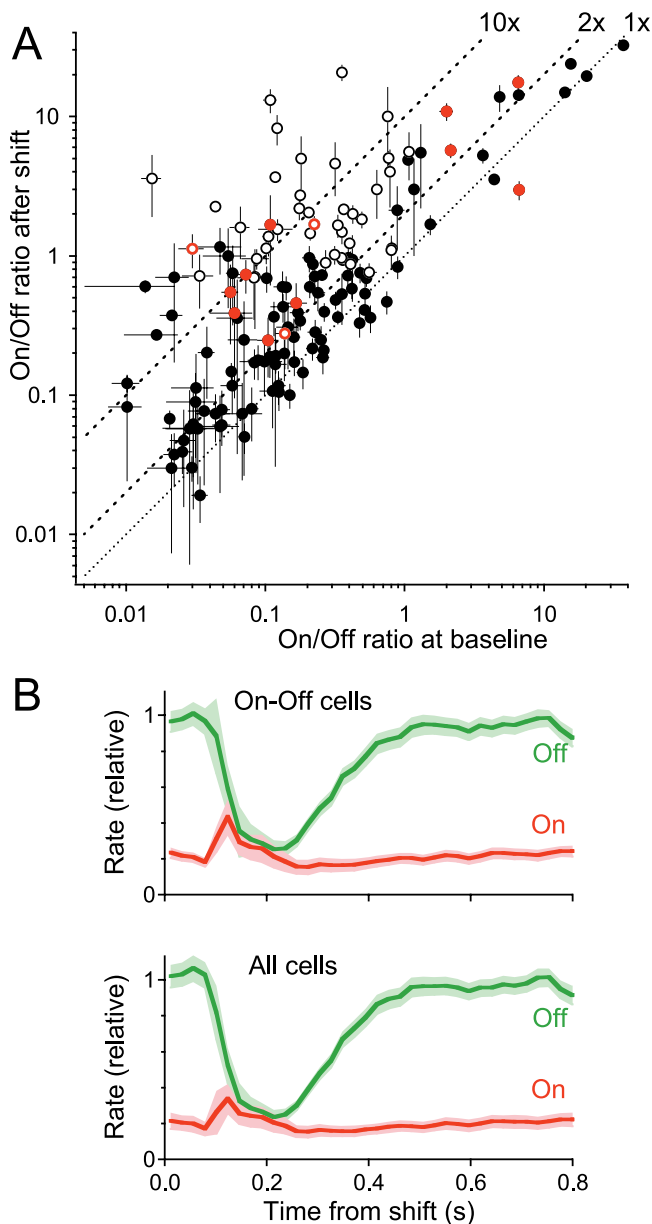 A
10x 2x 1x
10
1
0.1
0.01
On/Off ratio after shift
0.01 0.1 1 10
On/Off ratio at baseline
B
On-Off cells
1
0
Rate (relative)
Off
On
All cells
1
0
Rate (relative)
Off
On
0.0 0.2 0.4 0.6 0.8
Time from shift (s)